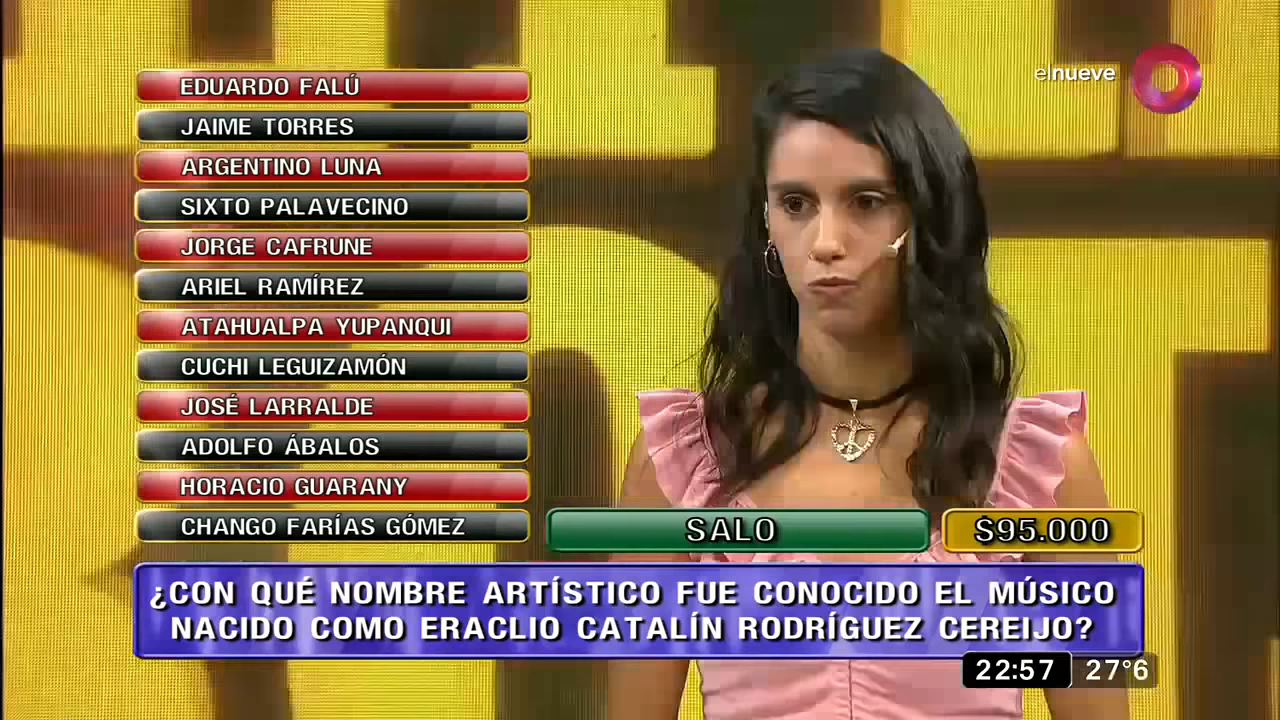 elnueve
EDUARDO FALÚ
JAIME TORRES
ARGENTINO LUNA
SIXTO PALAVECINO
JORGE CAFRUNE
ARIEL RAMÍREZ
ATAHUALPA YUPANQUI
CUCHI LEGUIZAMÓN
JOSÉ LARRALDE
ADOLFO ÁBALOS
HORACIO GUARANY
CHANGO FARÍAS GÓMEZ
SALO
$95.000
¿CON QUÉ NOMBRE ARTÍSTICO FUE CONOCIDO EL MÚSICO
NACIDO COMO ERACLIO CATALÍN RODRÍGUEZ CEREIJO?
22:57 27°6